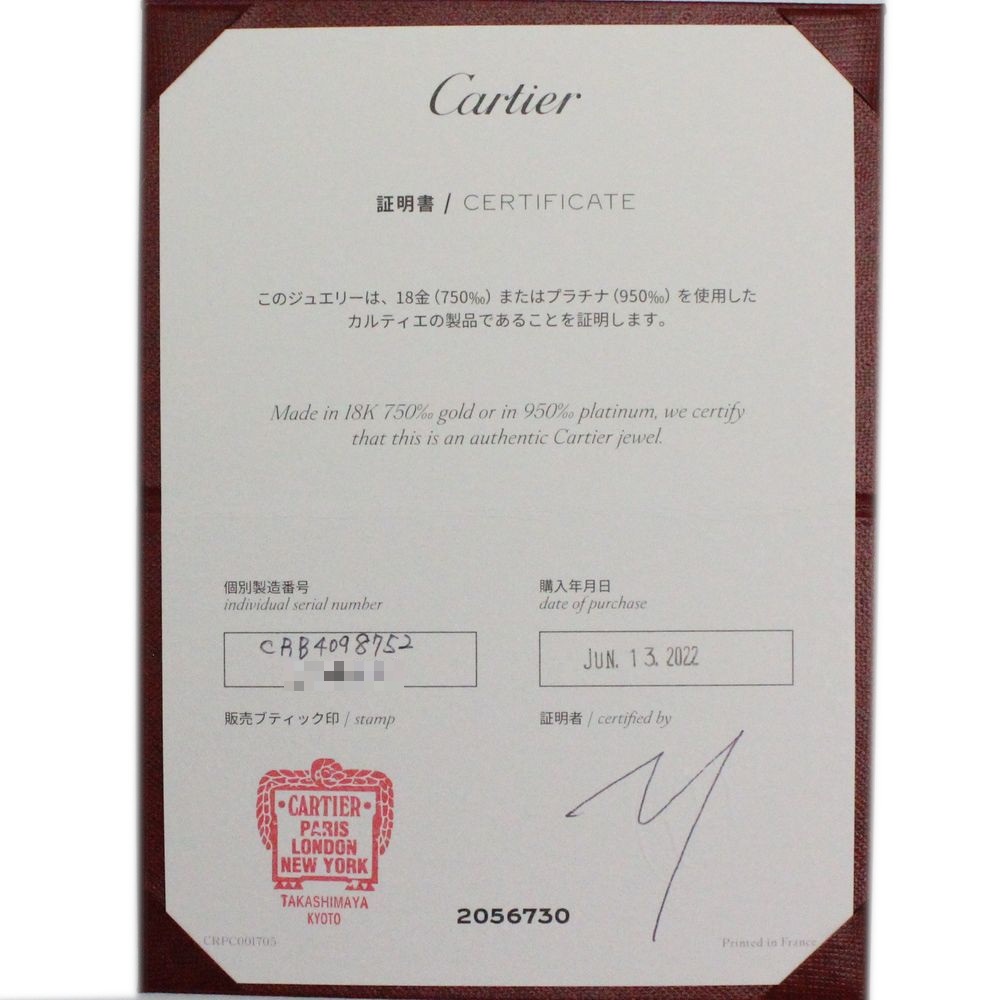 Cartier
証明書 / CERTIFICATE
このジュエリーは、18金（750‰）またはプラチナ（950‰）を使用した
カルティエの製品であることを証明します。
Made in 18K 750‰ gold or in 950‰ platinum, we certify
that this is an authentic Cartier jewel.
個別製造番号
individual serial number
CRB4098752
購入年月日
date of purchase
JUN. 13. 2022
販売ブティック印 / stamp
証明者 / certified by
CARTIER
PARIS
LONDON
NEW YORK
TAKASHIMAYA
KYOTO
2056730
CRPC001705
Printed in France